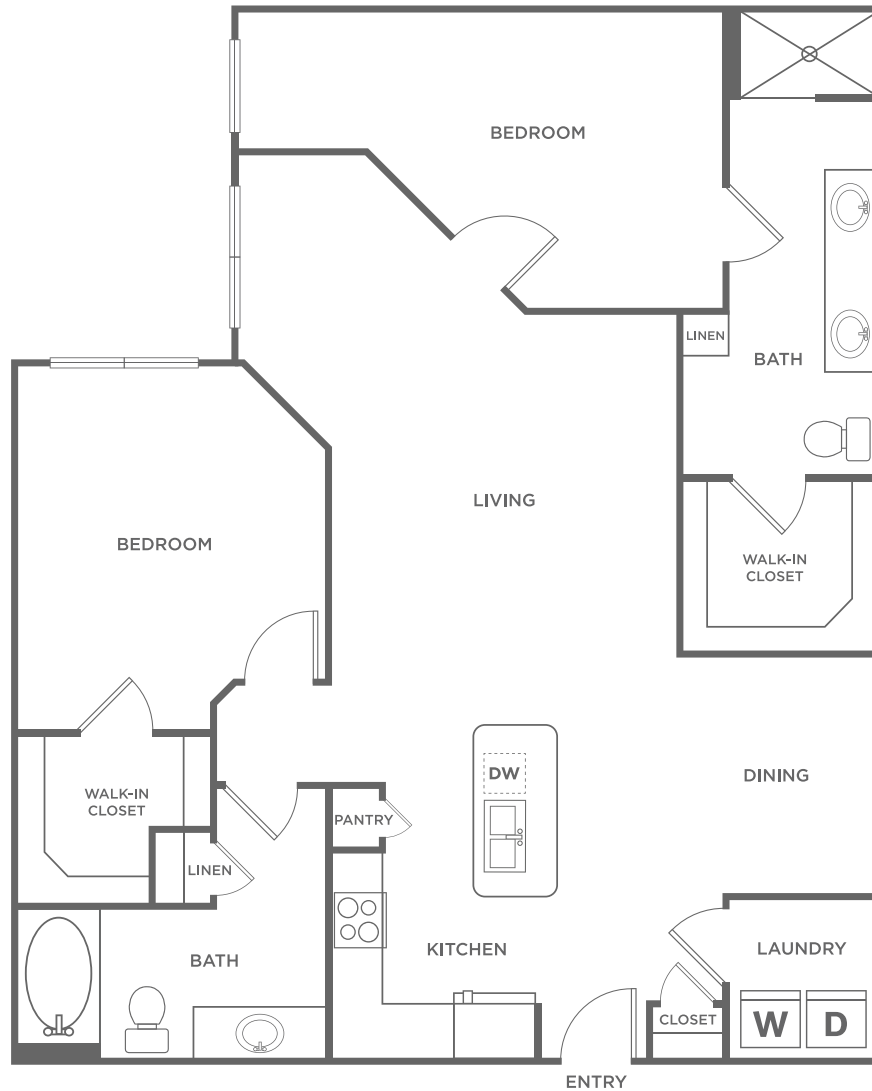 BEDROOM
LINEN
BATH
LIVING
BEDROOM
WALK-IN
CLOSET
DW
DINING
WALK-IN
CLOSET
PANTRY
LINEN
KITCHEN
LAUNDRY
BATH
CLOSET
W
D
ENTRY